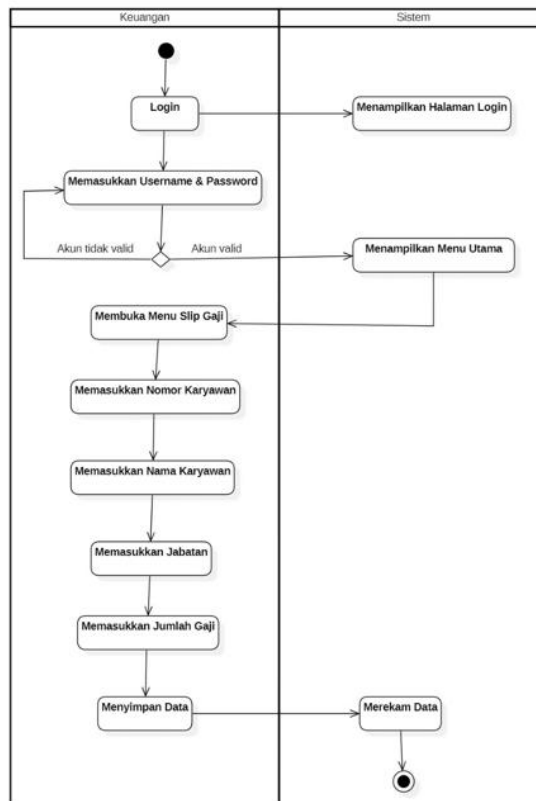 Keuangan
Sistem
Login
Menampilkan Halaman Login
Memasukkan Username & Password
Akun tidak valid
Akun valid
Menampilkan Menu Utama
Membuka Menu Slip Gaji
Memasukkan Nomor Karyawan
Memasukkan Nama Karyawan
Memasukkan Jabatan
Memasukkan Jumlah Gaji
Menyimpan Data
Merekam Data